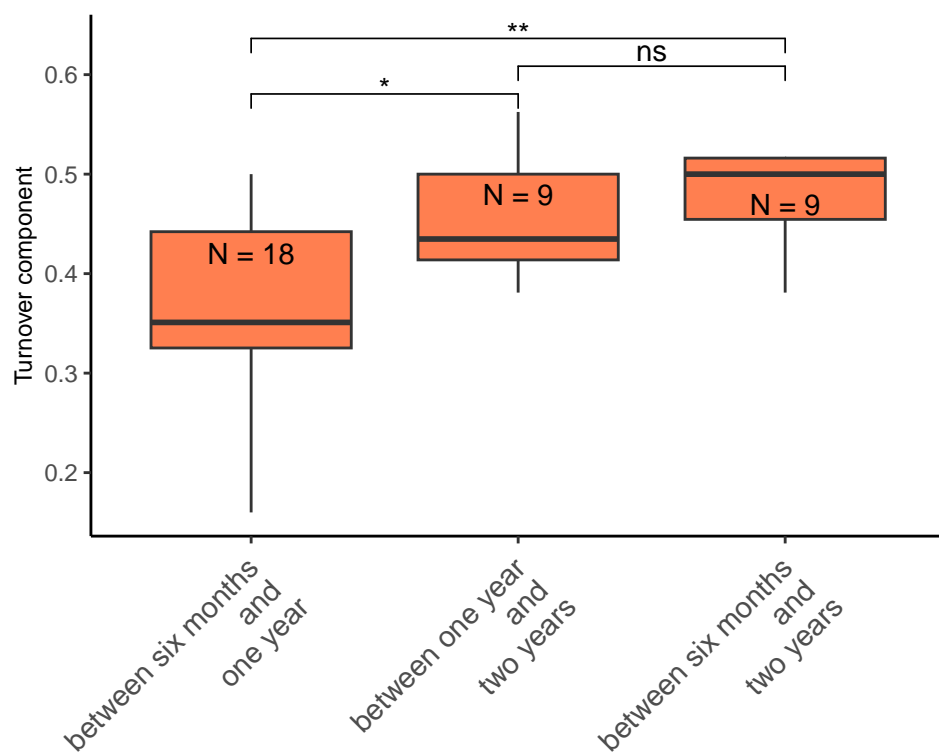 **
ns
*
0.6
0.5
0.4
0.3
0.2
Turnover component
N = 18
N = 9
N = 9
between six months
and
one year
between one year
and
two years
between six months
and
two years